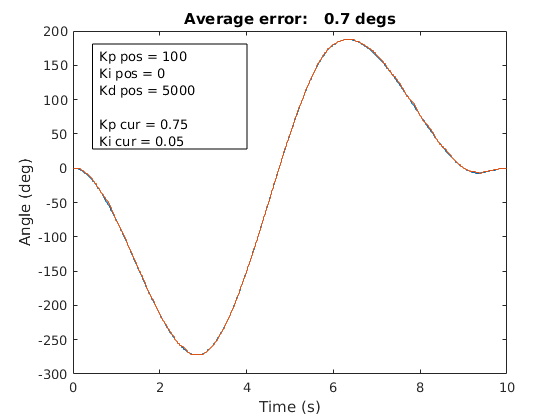 Average error:   0.7 degs
200
150
100
50
0
-50
-100
-150
-200
-250
-300
Angle (deg)
Kp pos = 100
Ki pos = 0
Kd pos = 5000
Kp cur = 0.75
Ki cur = 0.05
0 2 4 6 8 10
Time (s)